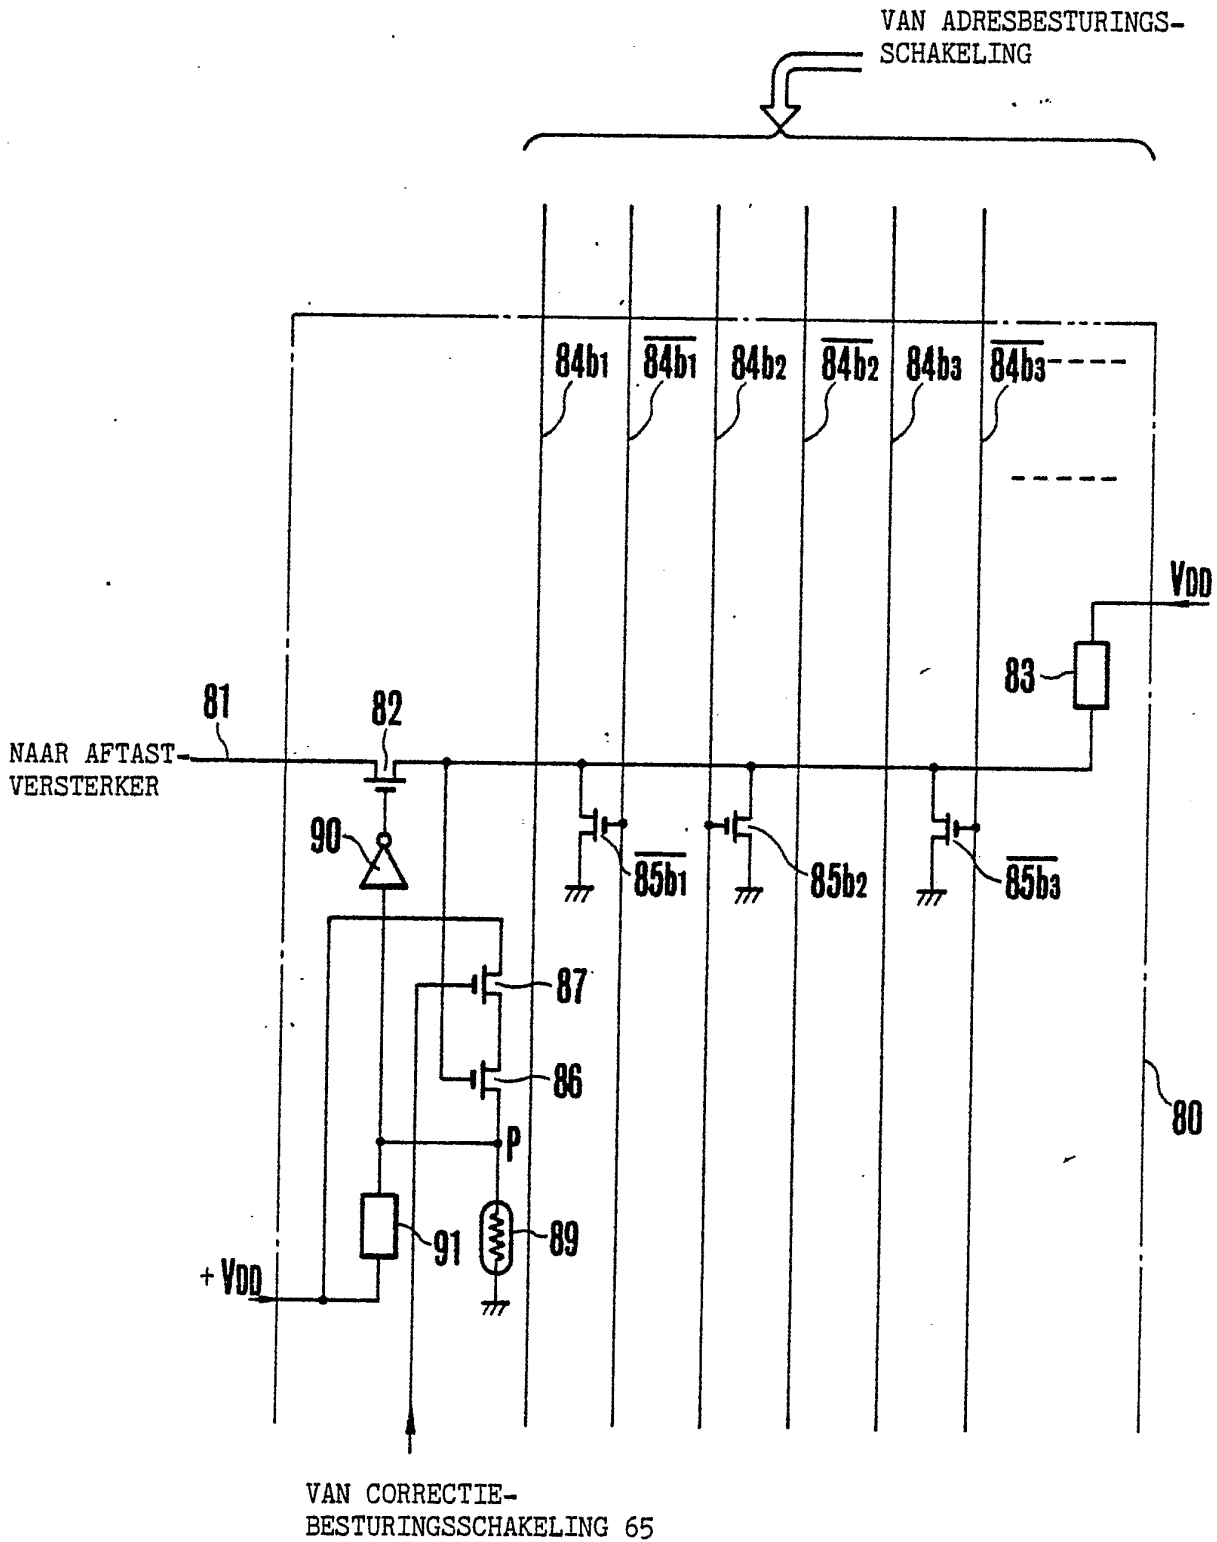 VAN ADRESBESTURINGS-
SCHAKELING
84b1 84b1 84b2 84b2 84b3 84b3
VDD
83
81
82
NAAR AFTAST-
VERSTERKER
90
85b1
85b2
85b3
87
86
80
P
91
89
+ VDD
VAN CORRECTIE-
BESTURINGSSCHAKELING 65